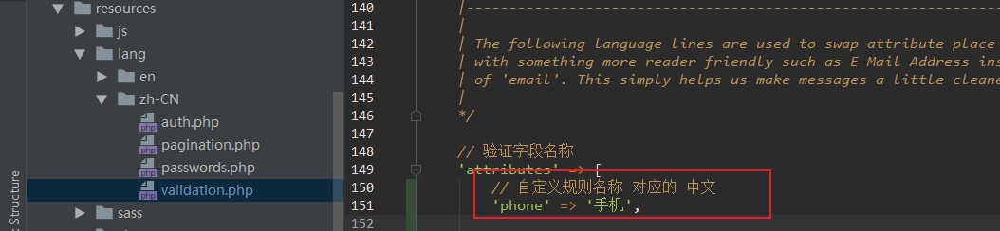 resources
js
lang
en
zh-CN
auth.php
pagination.php
passwords.php
validation.php
sass
Structure
140 |----------------------------------------------------------------
141 |
142 | The following language lines are used to swap attribute place-
143 | with something more reader friendly such as E-Mail Address ins
144 | of 'email'. This simply helps us make messages a little cleane
145 |
146 */
147
148 // 验证字段名称
149 'attributes' => [
150 // 自定义规则名称 对应的 中文
151 'phone' => '手机',
152